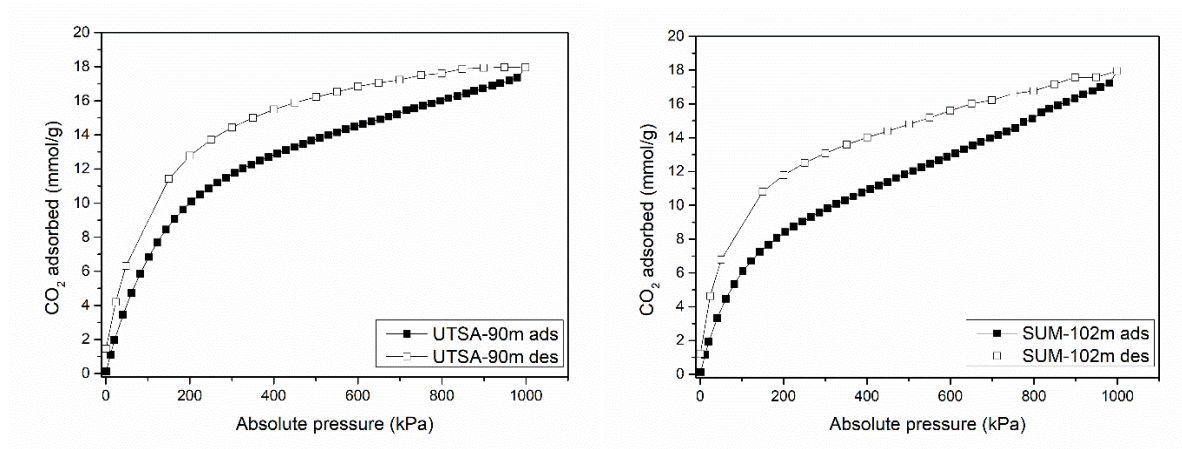 20
18
16
14
12
10
8
6
4
2
0
CO2 adsorbed (mmol/g)
UTSA-90m ads
UTSA-90m des
0 200 400 600 800 1000
Absolute pressure (kPa)
20
18
16
14
12
10
8
6
4
2
0
CO2 adsorbed (mmol/g)
SUM-102m ads
SUM-102m des
0 200 400 600 800 1000
Absolute pressure (kPa)